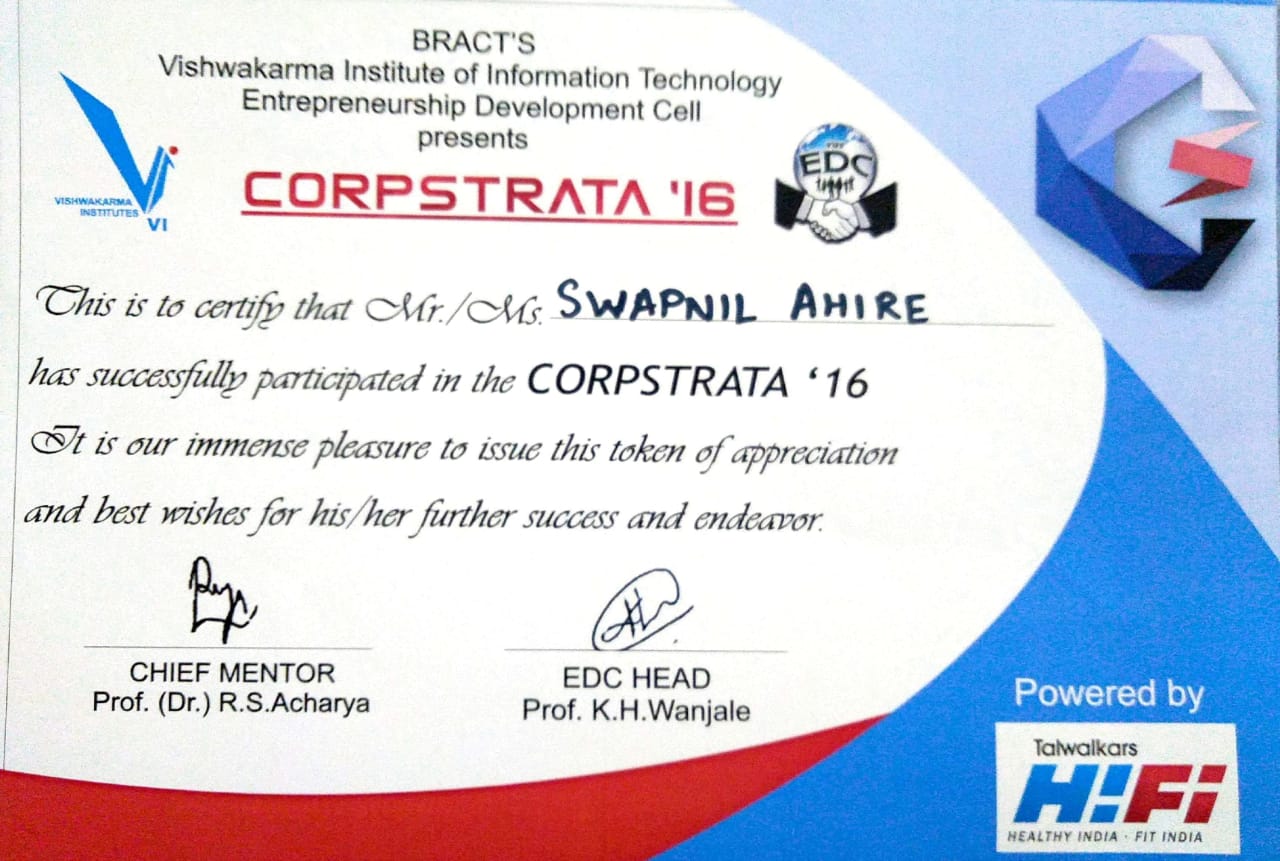 BRACT'S
Vishwakarma Institute of Information Technology
Entrepreneurship Development Cell
presents
VISHWAKARMA
INSTITUTES
VI
CORPSTRATA '16
EDC
This is to certify that Mr./Ms. SWAPNIL AHIRE
has successfully participated in the CORPSTRATA '16
It is our immense pleasure to issue this token of appreciation
and best wishes for his/her further success and endeavor.
CHIEF MENTOR
Prof. (Dr.) R.S.Acharya
EDC HEAD
Prof. K.H.Wanjale
Powered by
Talwalkars
HiFi
HEALTHY INDIA · FIT INDIA